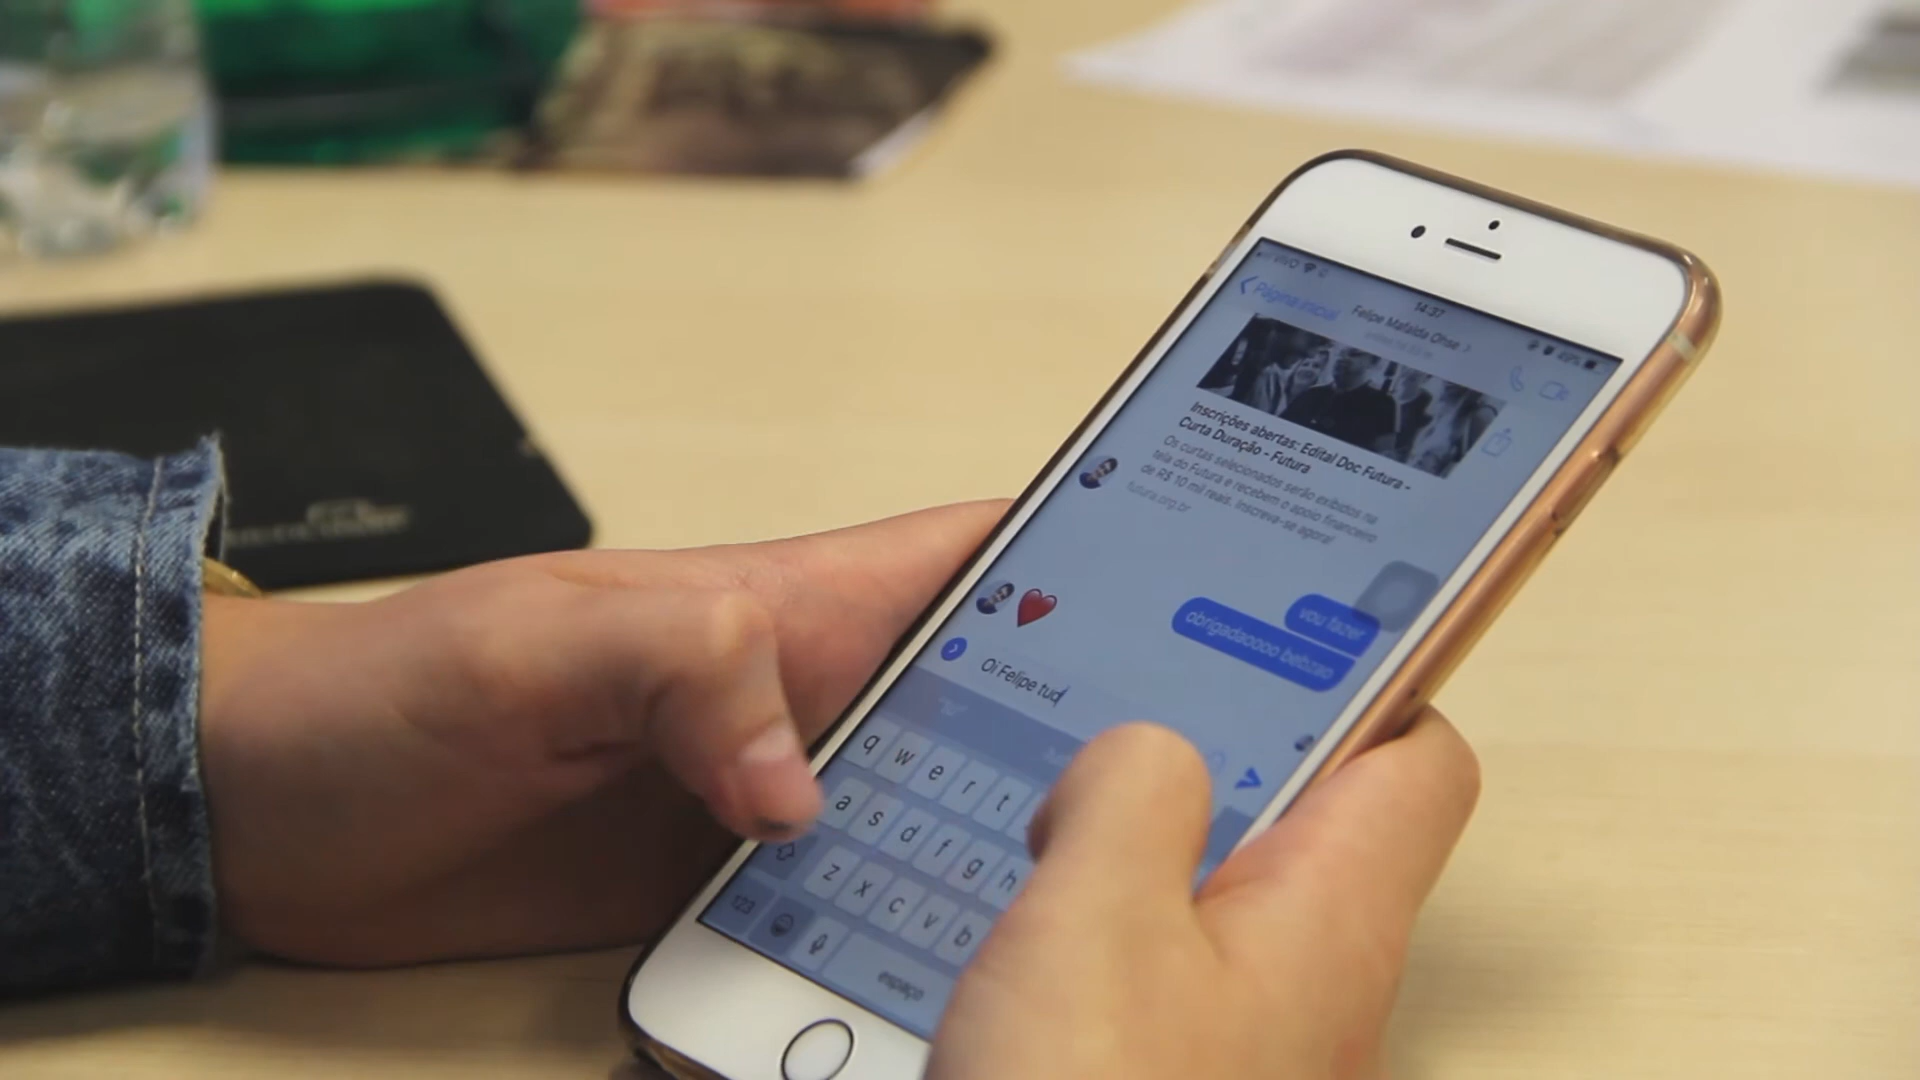 VIVO
14:37
49%
Página inicial
Felipe Mafalda Ohse
Inscrições abertas: Edital Doc Futura -
Curta Duração - Futura
Os curtas selecionados serão exibidos na
tela do Futura e recebem o apoio financeiro
de R$ 10 mil reais. Inscreva-se agora!
futura.org.br
vou fazer
obrigadaoooo bebzao
Oi Felipe tud
q w e r t
a s d f g h
z x c v b
123
espaço